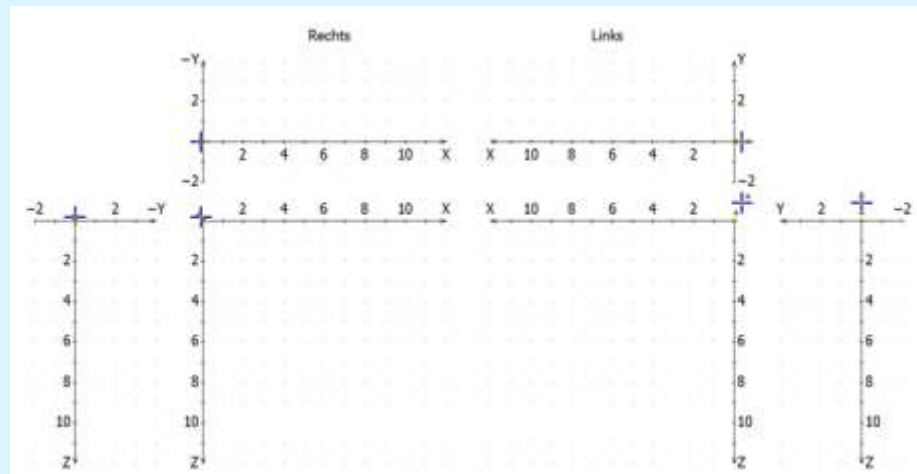 Rechts Links
−Y Y
2 2
2 4 6 8 10 X X 10 8 6 4 2
−2 −2
−2 2 −Y 2 4 6 8 10 X X 10 8 6 4 2 Y 2 −2
2 2 2 2
4 4 4 4
6 6 6 6
8 8 8 8
10 10 10 10
Z Z Z Z